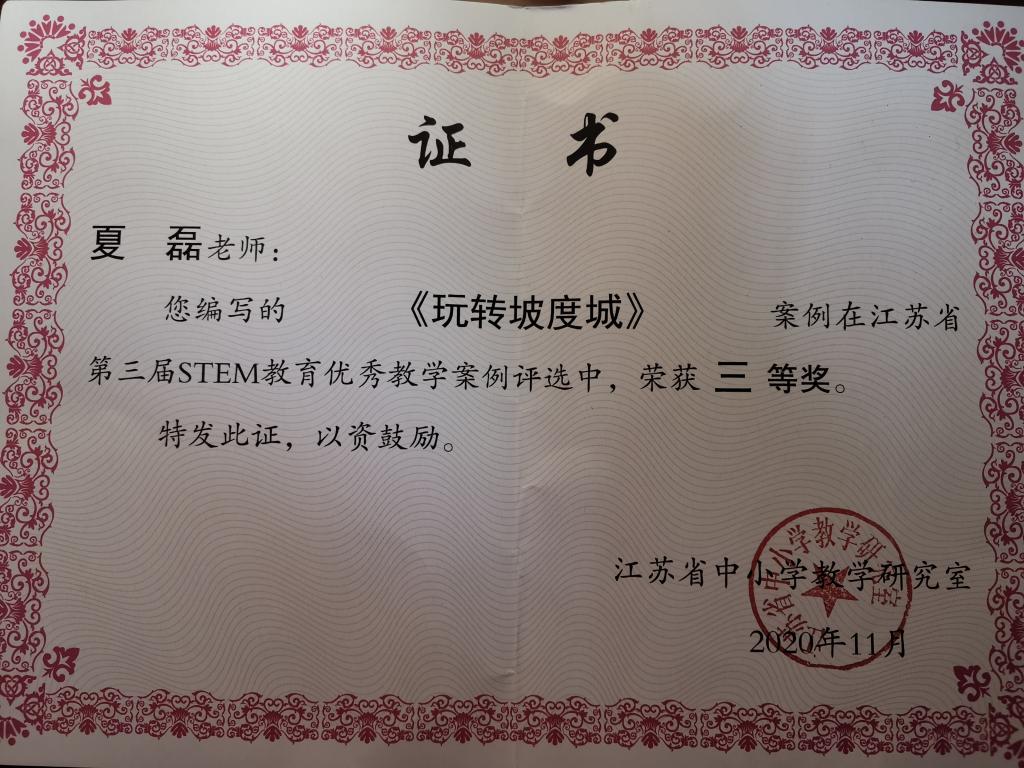 证 书
夏 磊老师：
您编写的 《玩转坡度城》 案例在江苏省
第三届STEM教育优秀教学案例评选中，荣获 三 等奖。
特发此证，以资鼓励。
江苏省中小学教学研究室
2020年11月